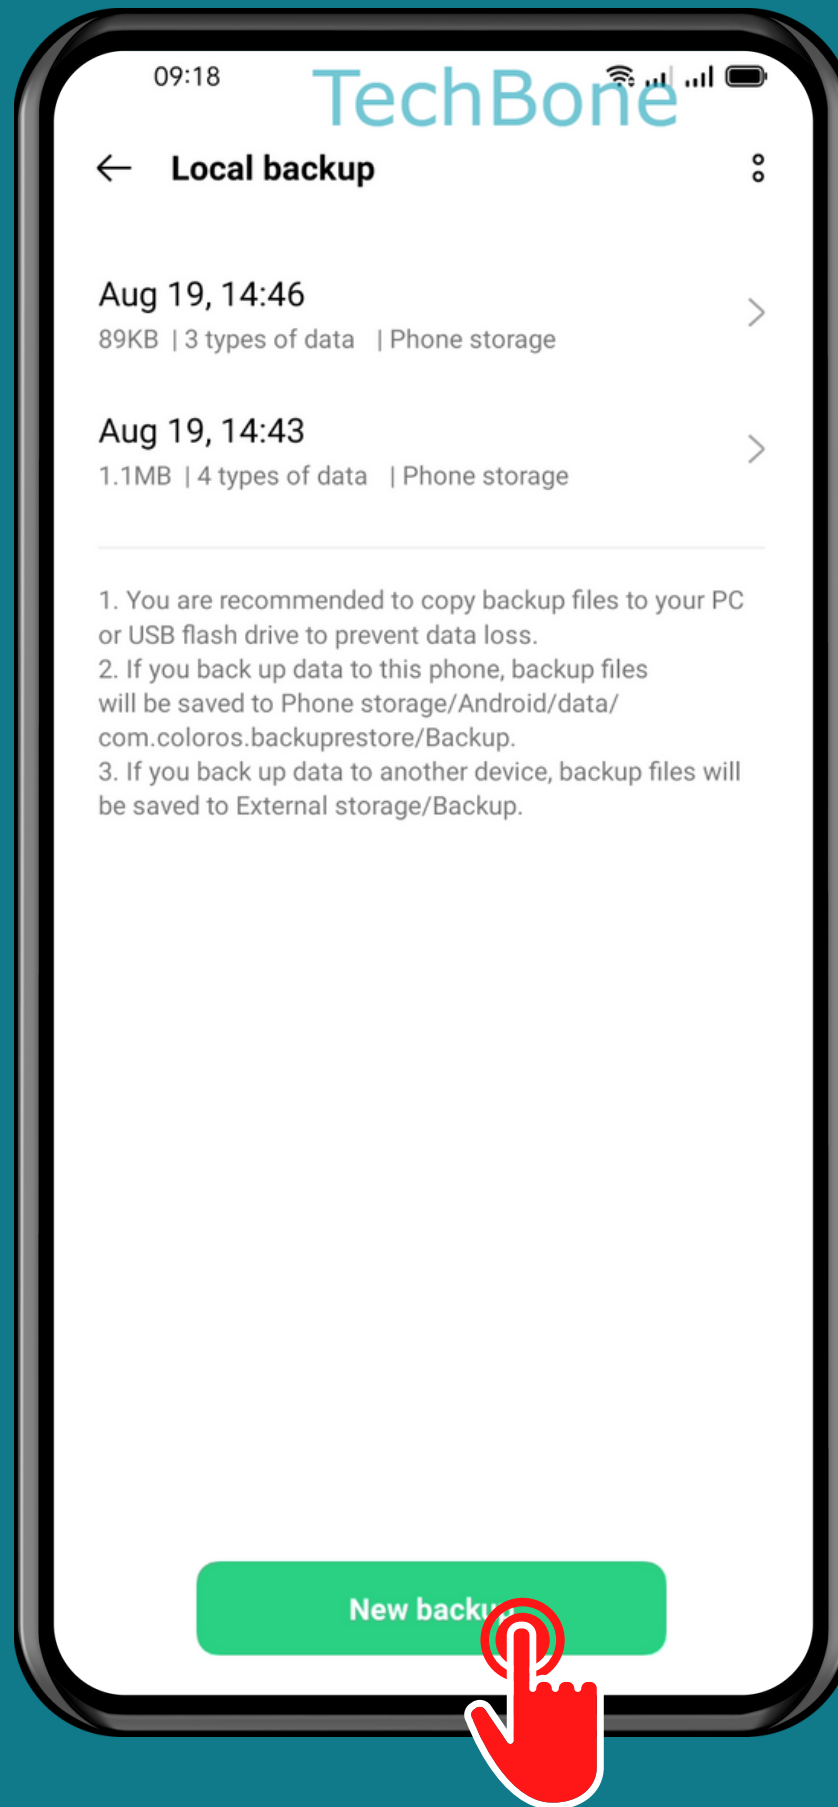 09:18
TechBone
Local backup
Aug 19, 14:46
89KB | 3 types of data | Phone storage
Aug 19, 14:43
1.1MB | 4 types of data | Phone storage
1. You are recommended to copy backup files to your PC
or USB flash drive to prevent data loss.
2. If you back up data to this phone, backup files
will be saved to Phone storage/Android/data/
com.coloros.backuprestore/Backup.
3. If you back up data to another device, backup files will
be saved to External storage/Backup.
New backup